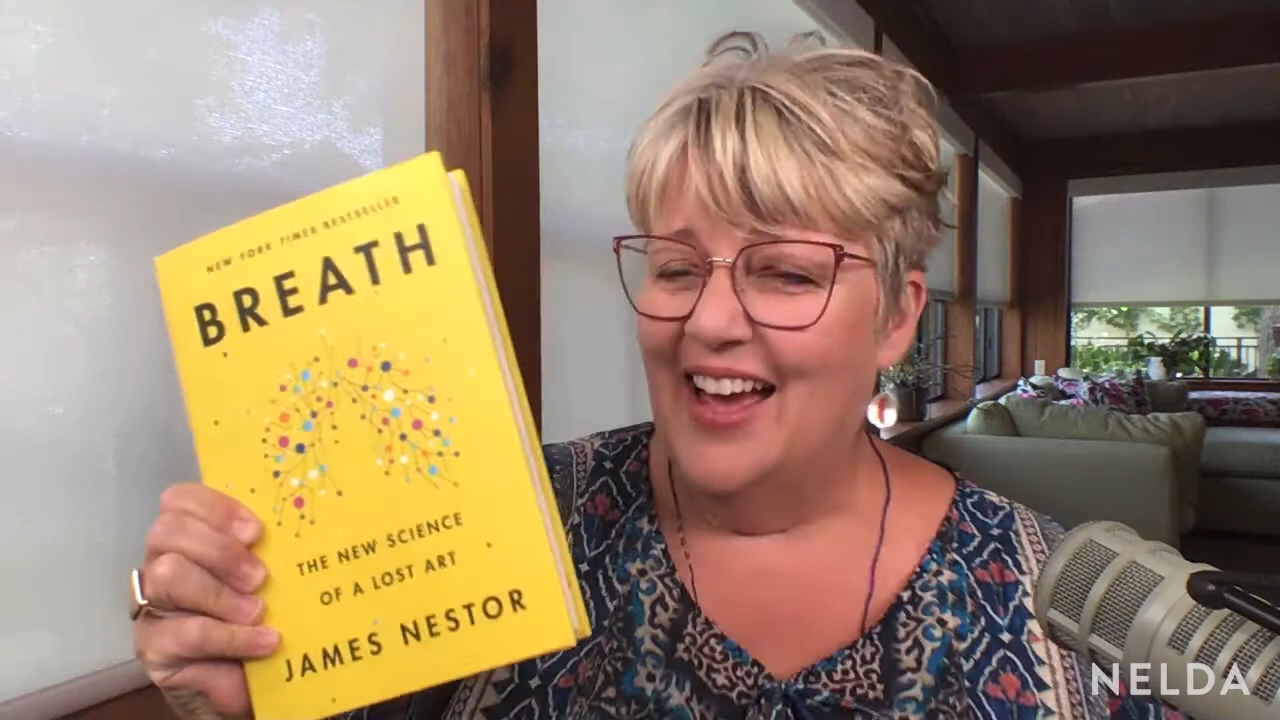 NEW YORK TIMES BESTSELLER
BREATH
THE NEW SCIENCE
OF A LOST ART
JAMES NESTOR
NELDA